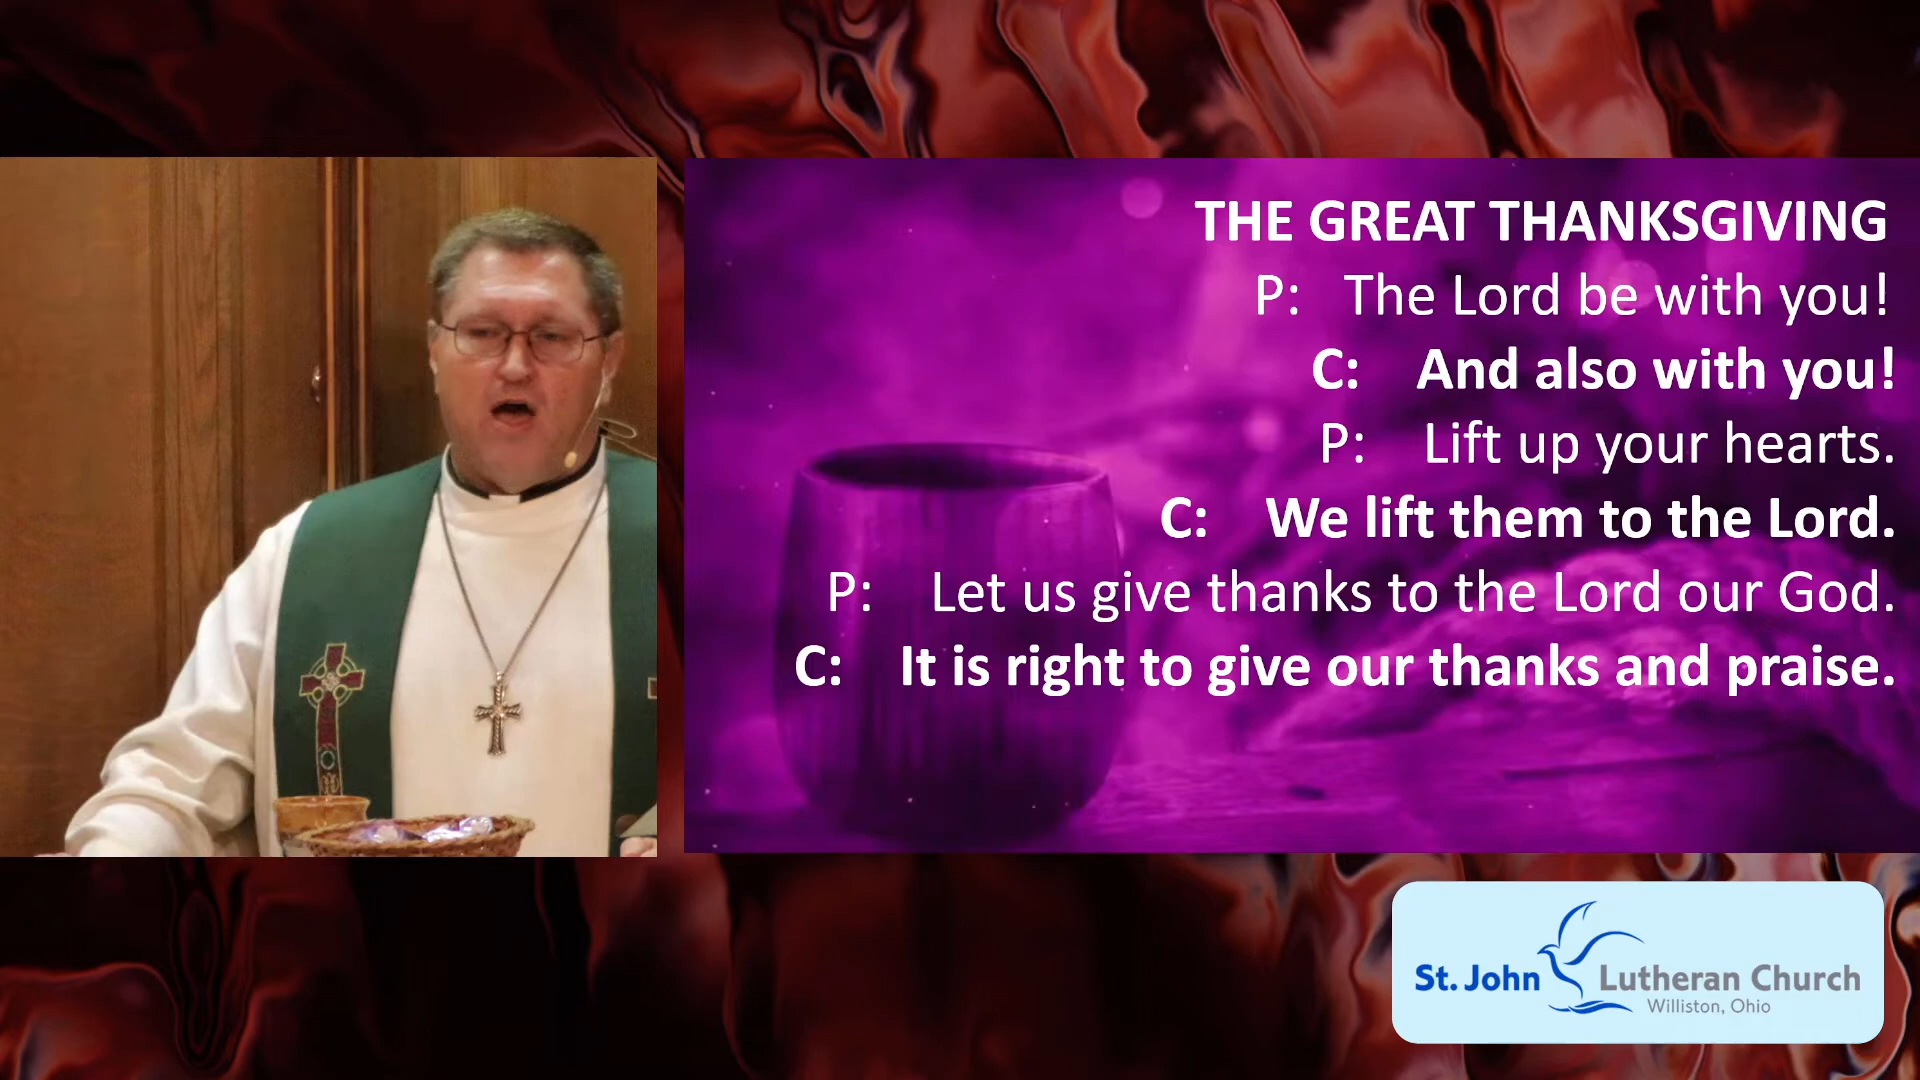 THE GREAT THANKSGIVING
P: The Lord be with you!
C: And also with you!
P: Lift up your hearts.
C: We lift them to the Lord.
P: Let us give thanks to the Lord our God.
C: It is right to give our thanks and praise.
St. John Lutheran Church
Williston, Ohio